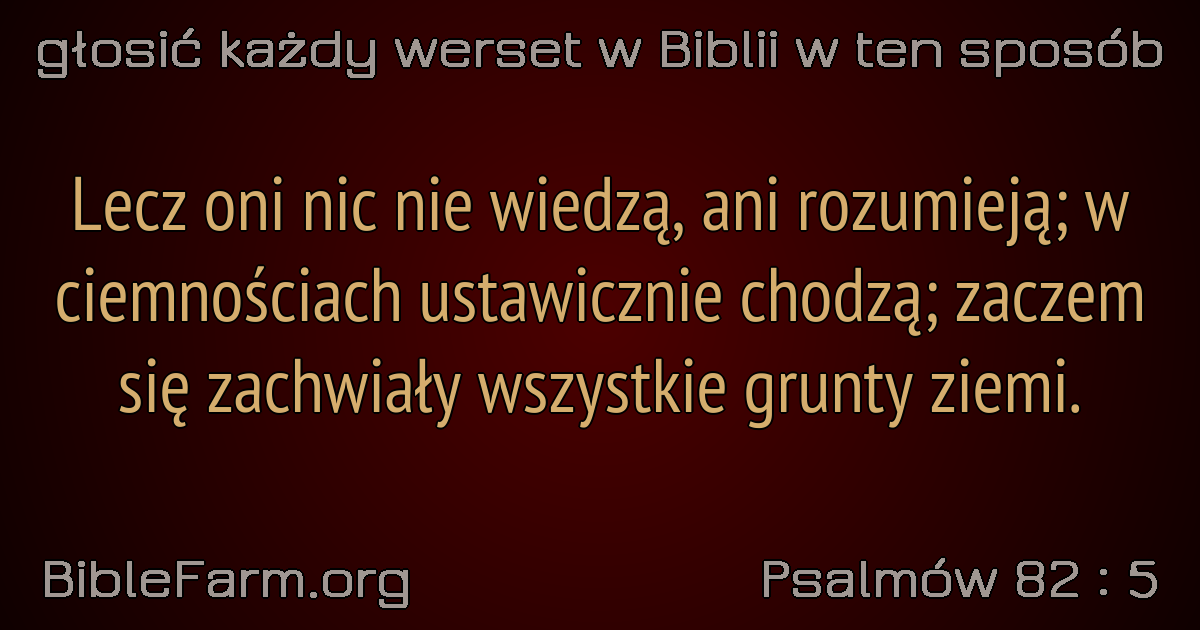 głosić każdy werset w Biblii w ten sposób
Lecz oni nic nie wiedzą, ani rozumieją; w
ciemnościach ustawicznie chodzą; zaczem
się zachwiały wszystkie grunty ziemi.
BibleFarm.org
Psalmów 82 : 5